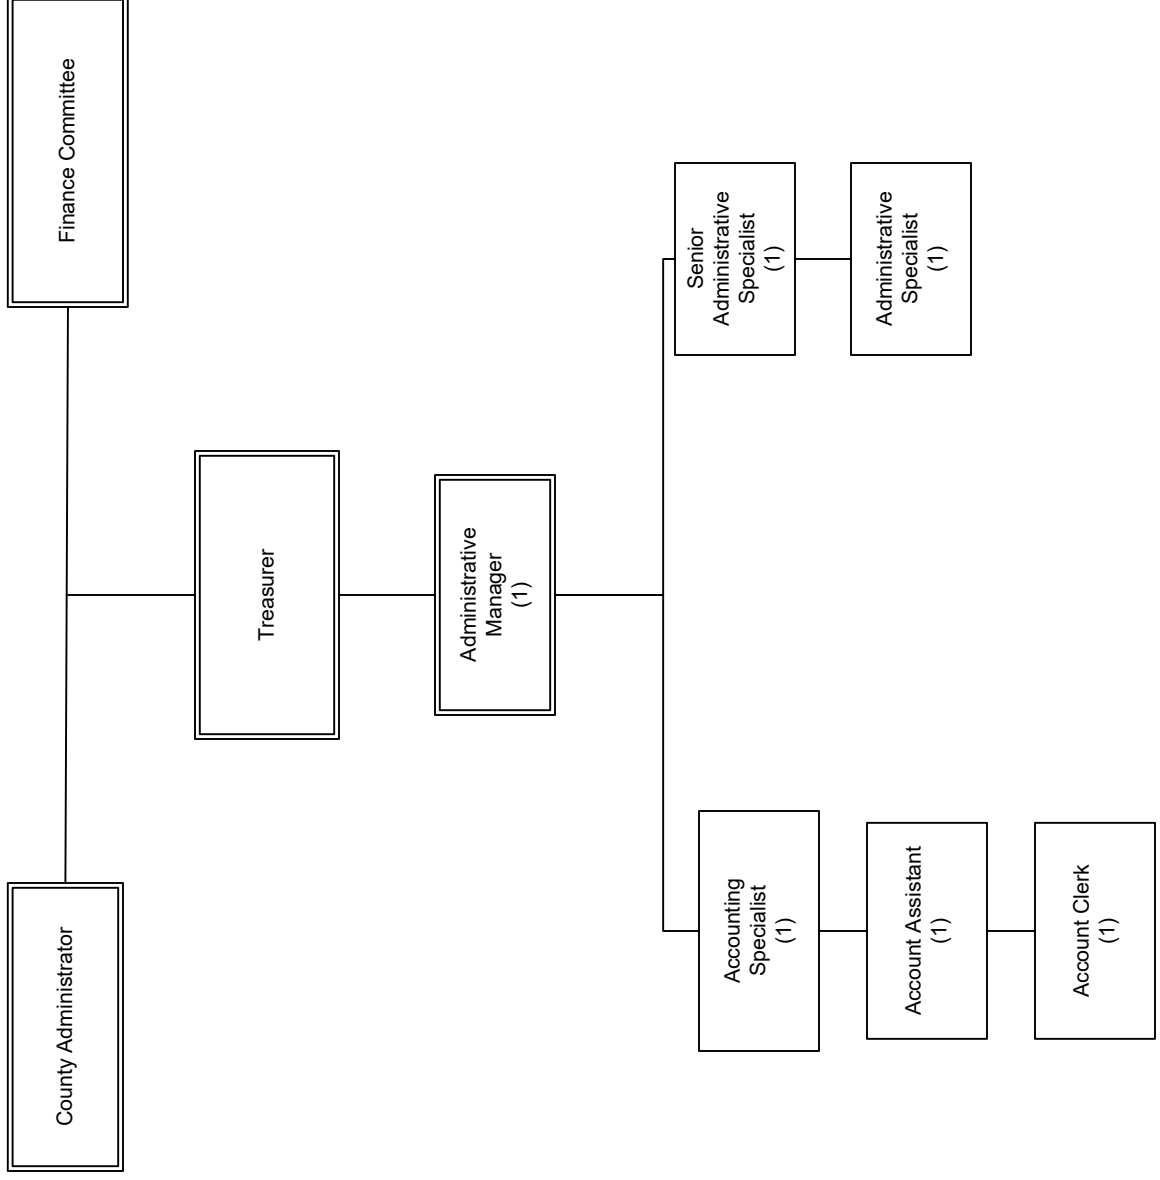 County Administrator
Finance Committee
Treasurer
Administrative
Manager
(1)
Accounting
Specialist
(1)
Senior
Administrative
Specialist
(1)
Account Assistant
(1)
Administrative
Specialist
(1)
Account Clerk
(1)